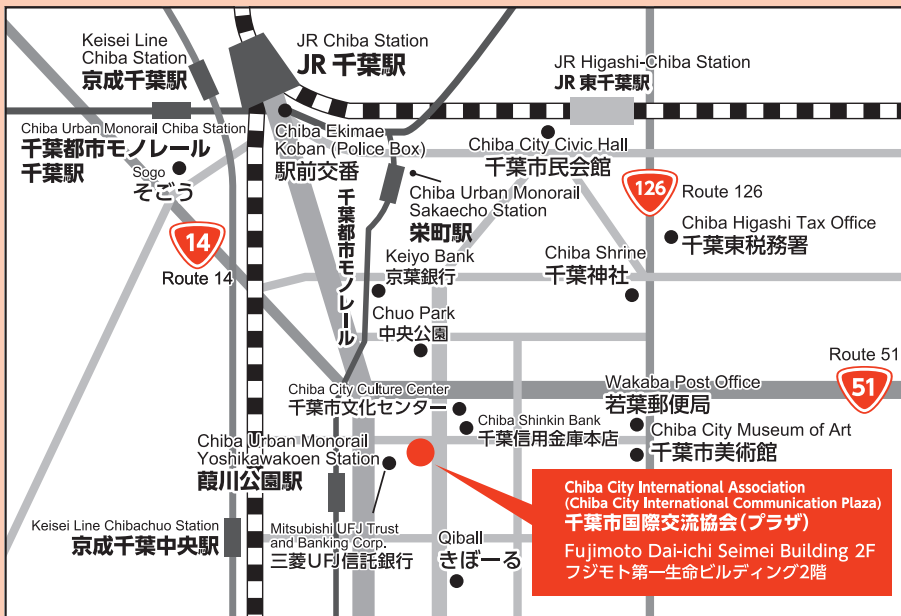 Keisei Line
Chiba Station
京成千葉駅
JR Chiba Station
JR 千葉駅
JR Higashi-Chiba Station
JR 東千葉駅
Chiba Urban Monorail Chiba Station
千葉都市モノレール
千葉駅
Sogo
そごう
Chiba Ekimae
Koban (Police Box)
駅前交番
Chiba City Civic Hall
千葉市民会館
126
Route 126
千葉都市モノレール
Chiba Urban Monorail
Sakaecho Station
栄町駅
Chiba Higashi Tax Office
千葉東税務署
14
Route 14
Keiyo Bank
京葉銀行
Chiba Shrine
千葉神社
Chuo Park
中央公園
Route 51
51
Chiba City Culture Center
千葉市文化センター
Wakaba Post Office
若葉郵便局
Chiba Shinkin Bank
千葉信用金庫本店
Chiba City Museum of Art
千葉市美術館
Chiba Urban Monorail
Yoshikawakoen Station
葭川公園駅
Chiba City International Association
(Chiba City International Communication Plaza)
千葉市国際交流協会(プラザ)
Fujimoto Dai-ichi Seimei Building 2F
フジモト第一生命ビルディング2階
Keisei Line Chibachuo Station
京成千葉中央駅
Mitsubishi UFJ Trust
and Banking Corp.
三菱UFJ信託銀行
Qiball
きぼーる